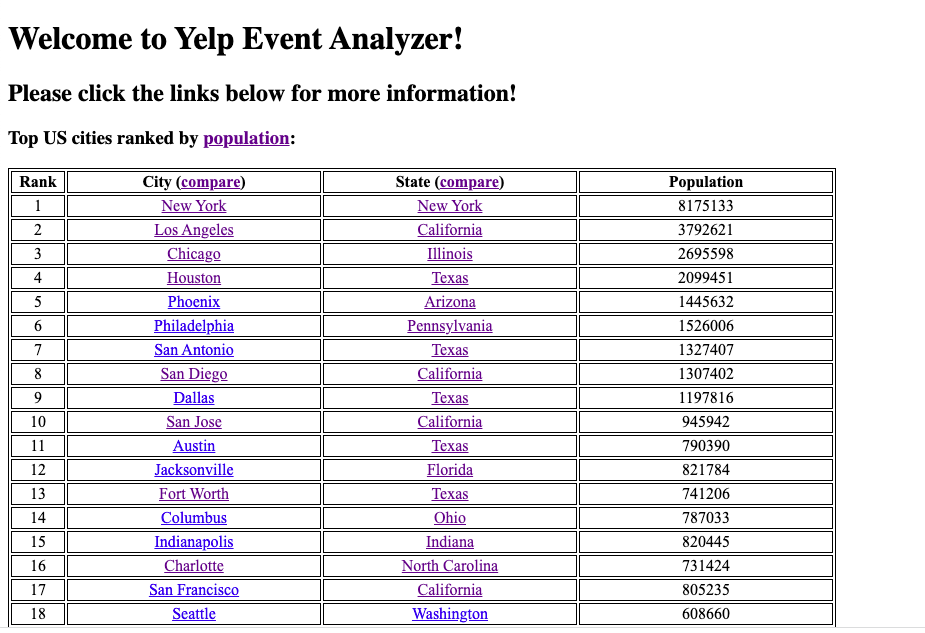 Welcome to Yelp Event Analyzer!
Please click the links below for more information!
Top US cities ranked by population:
Rank City (compare) State (compare) Population
1 New York New York 8175133
2 Los Angeles California 3792621
3 Chicago Illinois 2695598
4 Houston Texas 2099451
5 Phoenix Arizona 1445632
6 Philadelphia Pennsylvania 1526006
7 San Antonio Texas 1327407
8 San Diego California 1307402
9 Dallas Texas 1197816
10 San Jose California 945942
11 Austin Texas 790390
12 Jacksonville Florida 821784
13 Fort Worth Texas 741206
14 Columbus Ohio 787033
15 Indianapolis Indiana 820445
16 Charlotte North Carolina 731424
17 San Francisco California 805235
18 Seattle Washington 608660